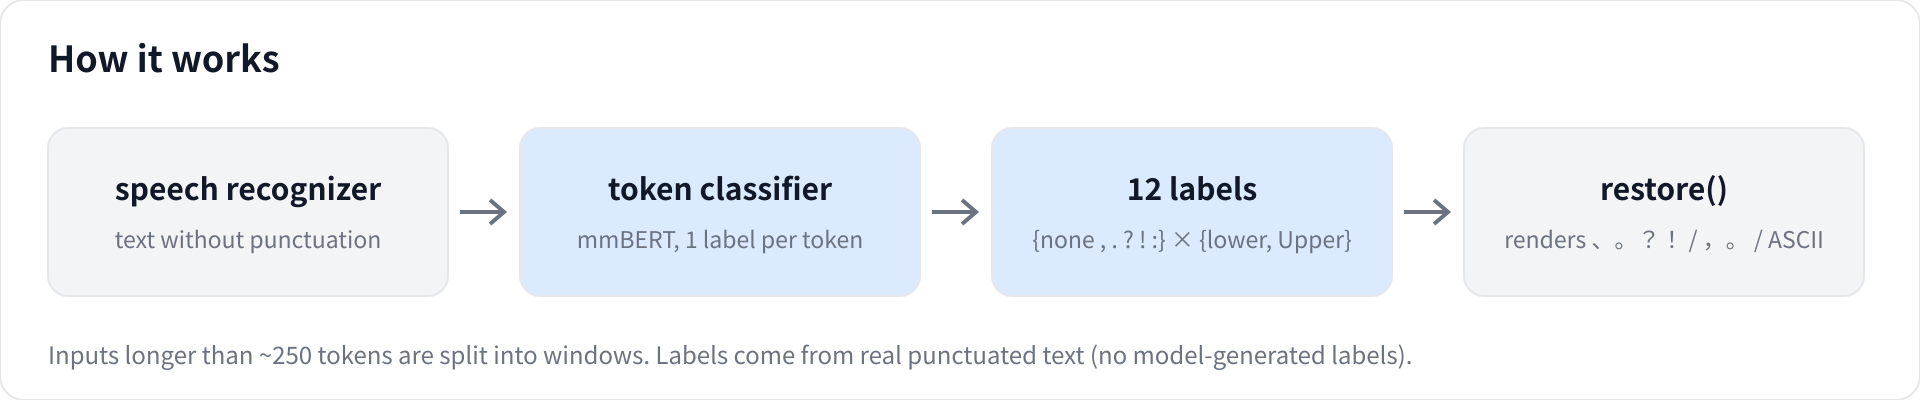 How it works
speech recognizer
text without punctuation
token classifier
mmBERT, 1 label per token
12 labels
{none , . ? ! :} × {lower, Upper}
restore()
renders 、。？！ / ，。 / ASCII
Inputs longer than ~250 tokens are split into windows. Labels come from real punctuated text (no model-generated labels).